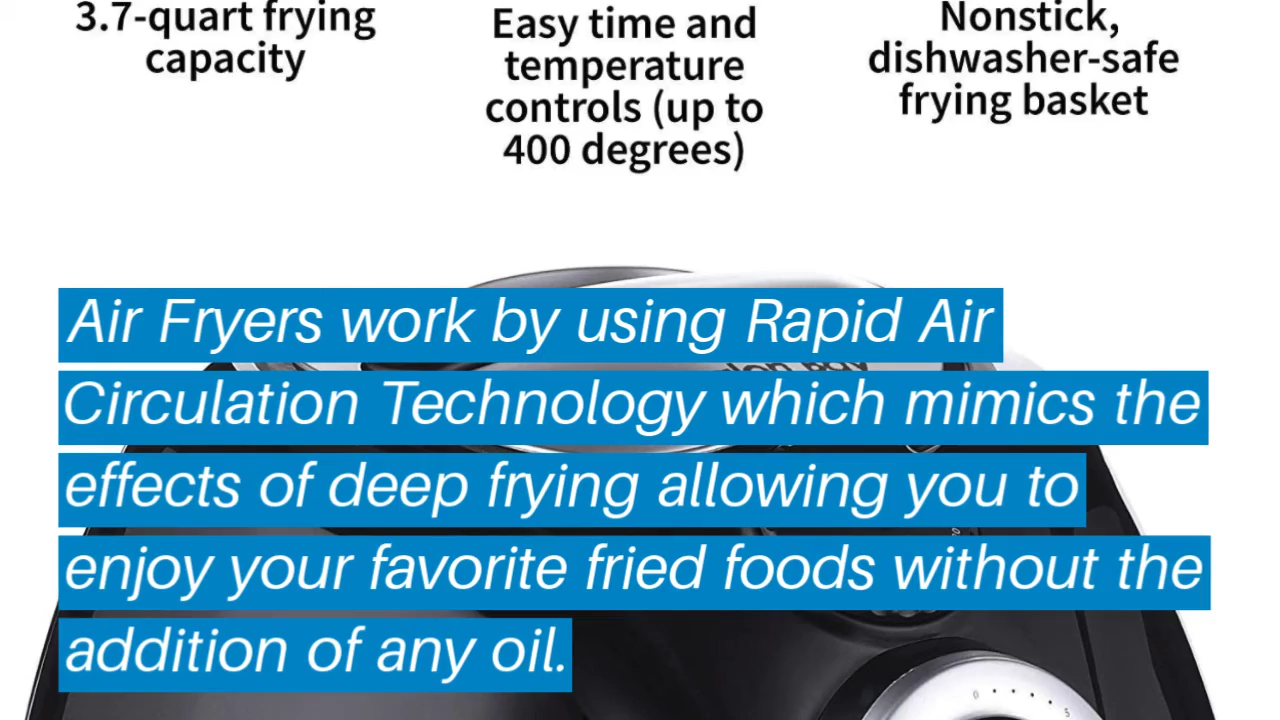 3.7-quart frying
capacity
Easy time and
temperature
controls (up to
400 degrees)
Nonstick,
dishwasher-safe
frying basket
Air Fryers work by using Rapid Air
Circulation Technology which mimics the
effects of deep frying allowing you to
enjoy your favorite fried foods without the
addition of any oil.
0
5